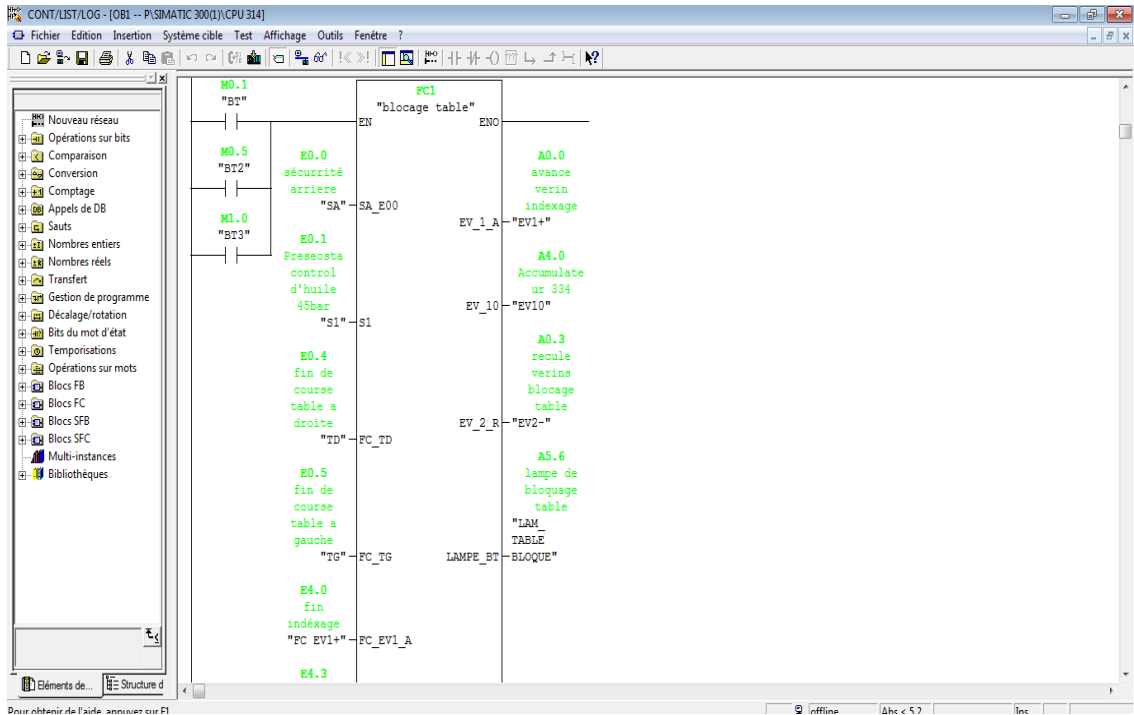 CONT/LIST/LOG - [OB1 -- P\SIMATIC 300(1)\CPU 314]
Fichier Edition Insertion Système cible Test Affichage Outils Fenêtre ?
Nouveau réseau
Opérations sur bits
Comparaison
Conversion
Comptage
Appels de DB
Sauts
Nombres entiers
Nombres réels
Transfert
Gestion de programme
Décalage/rotation
Bits du mot d'état
Temporisations
Opérations sur mots
Blocs FB
Blocs FC
Blocs SFB
Blocs SFC
Multi-instances
Bibliothèques
Eléments de...
Structure d
M0.1
"BT"
M0.5
"BT2"
M1.0
"BT3"
FC1
"blocage table"
EN
ENO
E0.0
sécurrité
arriere
"SA"
SA_E00
E0.1
Preseosta
control
d'huile
45bar
"S1"
S1
E0.4
fin de
course
table a
droite
"TD"
FC_TD
E0.5
fin de
course
table a
gauche
"TG"
FC_TG
E4.0
fin
indéxage
"FC EV1+"
FC_EV1_A
E4.3
A0.0
avance
verin
indexage
EV_1_A
"EV1+"
A4.0
Accumulate
ur 334
EV_10
"EV10"
A0.3
recule
verins
blocage
table
EV_2_R
"EV2-"
A5.6
lampe de
bloquage
table
"LAM_
TABLE
LAMPE_BT
BLOQUE"
Pour obtenir de l'aide, appuyez sur F1.
offline
Abs < 5.2
Ins